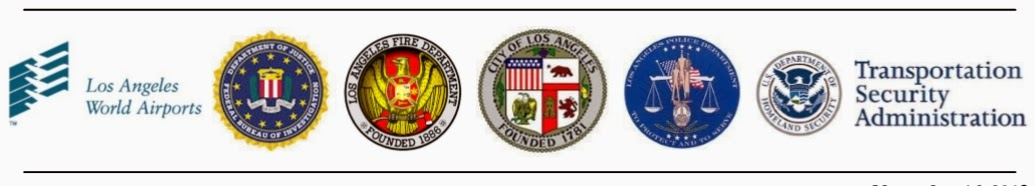 Los Angeles
World Airports
TM
DEPARTMENT OF JUSTICE
FEDERAL BUREAU OF INVESTIGATION
LOS ANGELES FIRE DEPARTMENT
FOUNDED 1886
CITY OF LOS ANGELES
FOUNDED 1781
LOS ANGELES POLICE DEPARTMENT
TO PROTECT AND TO SERVE
U.S. DEPARTMENT OF
HOMELAND SECURITY
Transportation
Security
Administration